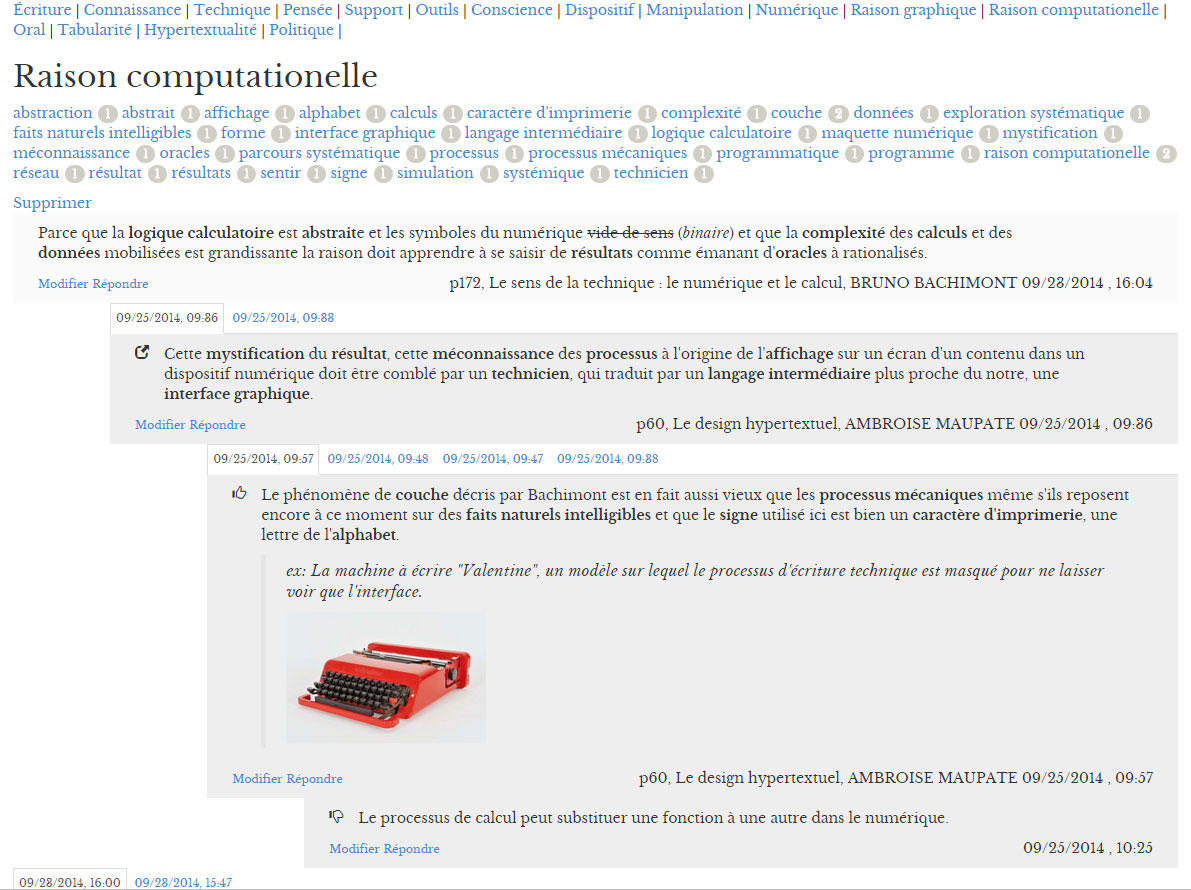 Écriture | Connaissance | Technique | Pensée | Support | Outils | Conscience | Dispositif | Manipulation | Numérique | Raison graphique | Raison computationelle |
Oral | Tabularité | Hypertextualité | Politique |
Raison computationelle
abstraction 1 abstrait 1 affichage 1 alphabet 1 calculs 1 caractère d'imprimerie 1 complexité 1 couche 2 données 1 exploration systématique 1
faits naturels intelligibles 1 forme 1 interface graphique 1 langage intermédiaire 1 logique calculatoire 1 maquette numérique 1 mystification 1
méconnaissance 1 oracles 1 parcours systématique 1 processus 1 processus mécaniques 1 programmatique 1 programme 1 raison computationelle 2
réseau 1 résultat 1 résultats 1 sentir 1 signe 1 simulation 1 systémique 1 technicien 1
Supprimer
Parce que la logique calculatoire est abstraite et les symboles du numérique vide de sens (binaire) et que la complexité des calculs et des
données mobilisées est grandissante la raison doit apprendre à se saisir de résultats comme émanant d'oracles à rationalisés.
Modifier Répondre p172, Le sens de la technique : le numérique et le calcul, BRUNO BACHIMONT 09/28/2014 , 16:04
09/25/2014, 09:86 09/25/2014, 09:88
Cette mystification du résultat, cette méconnaissance des processus à l'origine de l'affichage sur un écran d'un contenu dans un
dispositif numérique doit être comblé par un technicien, qui traduit par un langage intermédiaire plus proche du notre, une
interface graphique.
Modifier Répondre p60, Le design hypertextuel, AMBROISE MAUPATE 09/25/2014 , 09:86
09/25/2014, 09:57 09/25/2014, 09:48 09/25/2014, 09:47 09/25/2014, 09:88
Le phénomène de couche décris par Bachimont est en fait aussi vieux que les processus mécaniques même s'ils reposent
encore à ce moment sur des faits naturels intelligibles et que le signe utilisé ici est bien un caractère d'imprimerie, une
lettre de l'alphabet.
ex: La machine à écrire "Valentine", un modèle sur lequel le processus d'écriture technique est masqué pour ne laisser
voir que l'interface.
Modifier Répondre p60, Le design hypertextuel, AMBROISE MAUPATE 09/25/2014 , 09:57
Le processus de calcul peut substituer une fonction à une autre dans le numérique.
Modifier Répondre 09/25/2014 , 10:25
09/28/2014, 16:00 09/28/2014, 15:47